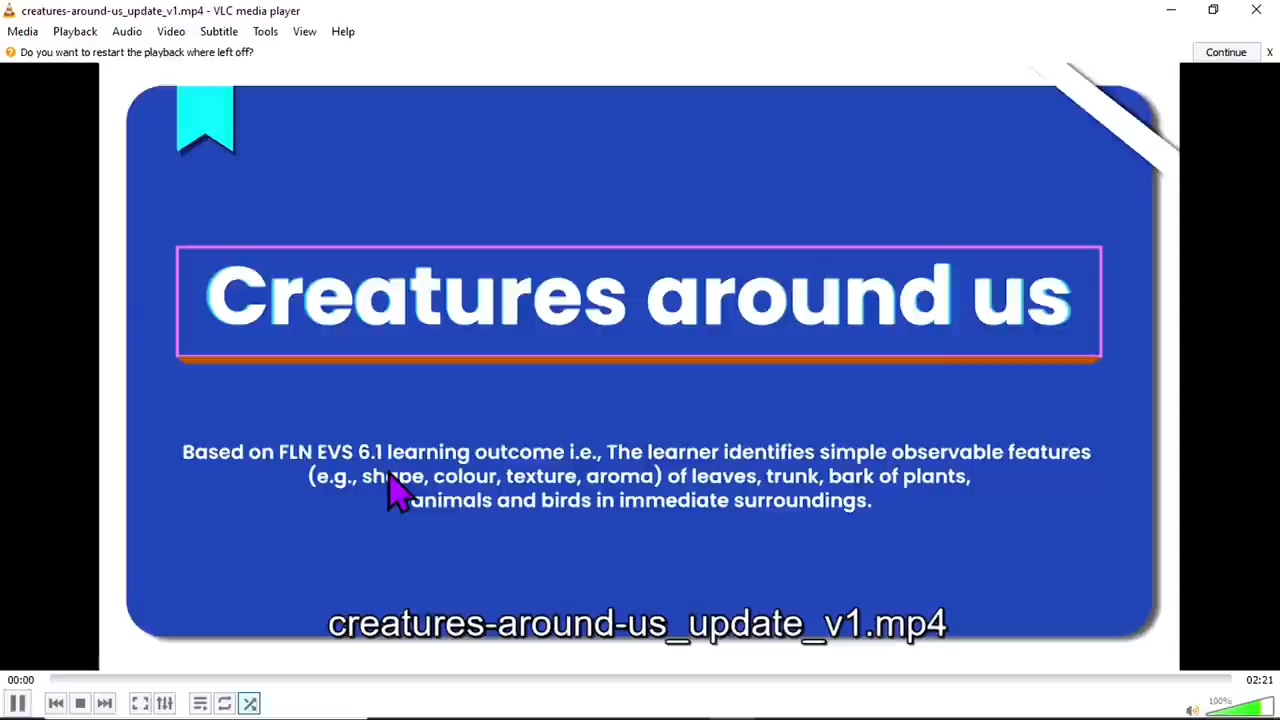 creatures-around-us_update_v1.mp4 - VLC media player
Media Playback Audio Video Subtitle Tools View Help
Do you want to restart the playback where left off? Continue X
Creatures around us
Based on FLN EVS 6.1 learning outcome i.e., The learner identifies simple observable features
(e.g., shape, colour, texture, aroma) of leaves, trunk, bark of plants,
animals and birds in immediate surroundings.
creatures-around-us_update_v1.mp4
00:00 02:21
100%